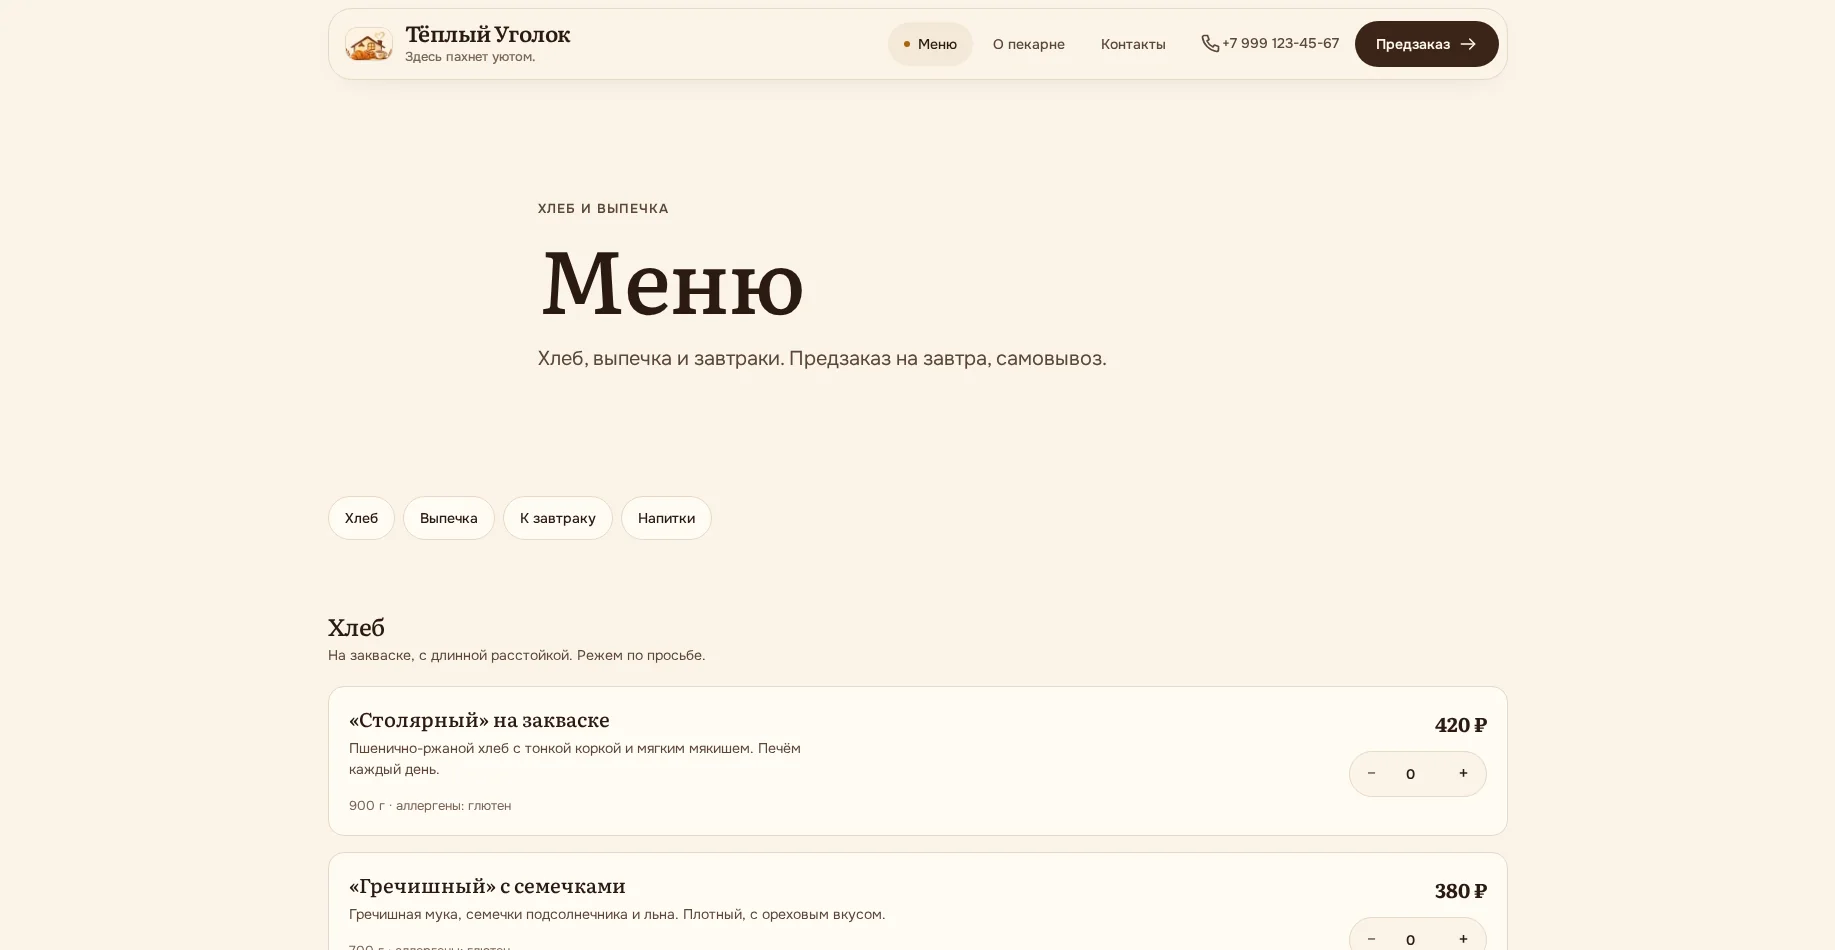 Тёплый Уголок
Здесь пахнет уютом.
Меню
О пекарне
Контакты
+7 999 123-45-67
Предзаказ
ХЛЕБ И ВЫПЕЧКА
Меню
Хлеб, выпечка и завтраки. Предзаказ на завтра, самовывоз.
Хлеб
Выпечка
К завтраку
Напитки
Хлеб
На закваске, с длинной расстойкой. Режем по просьбе.
«Столярный» на закваске
420 ₽
Пшенично-ржаной хлеб с тонкой коркой и мягким мякишем. Печём
каждый день.
− 0 +
900 г · аллергены: глютен
«Гречишный» с семечками
380 ₽
Гречишная мука, семечки подсолнечника и льна. Плотный, с ореховым вкусом.
− 0 +
700 г · аллергены: глютен